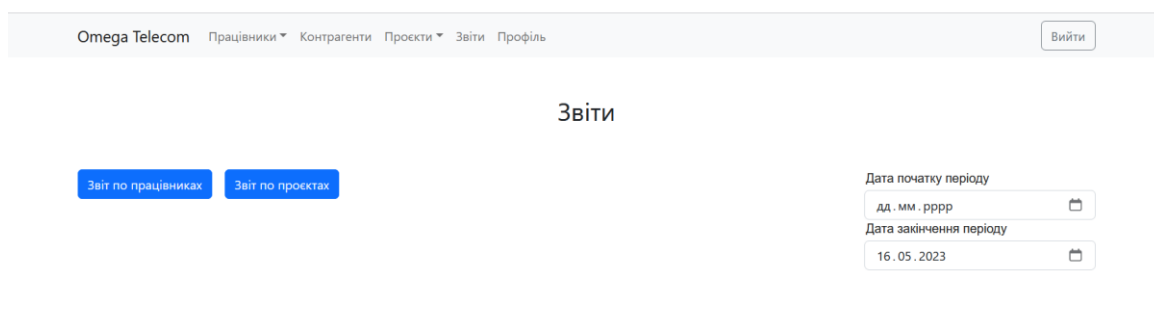 Omega Telecom Працівники Контрагенти Проєкти Звіти Профіль Вийти
Звіти
Звіт по працівниках Звіт по проєктах
Дата початку періоду
дд.мм.рррр
Дата закінчення періоду
16.05.2023